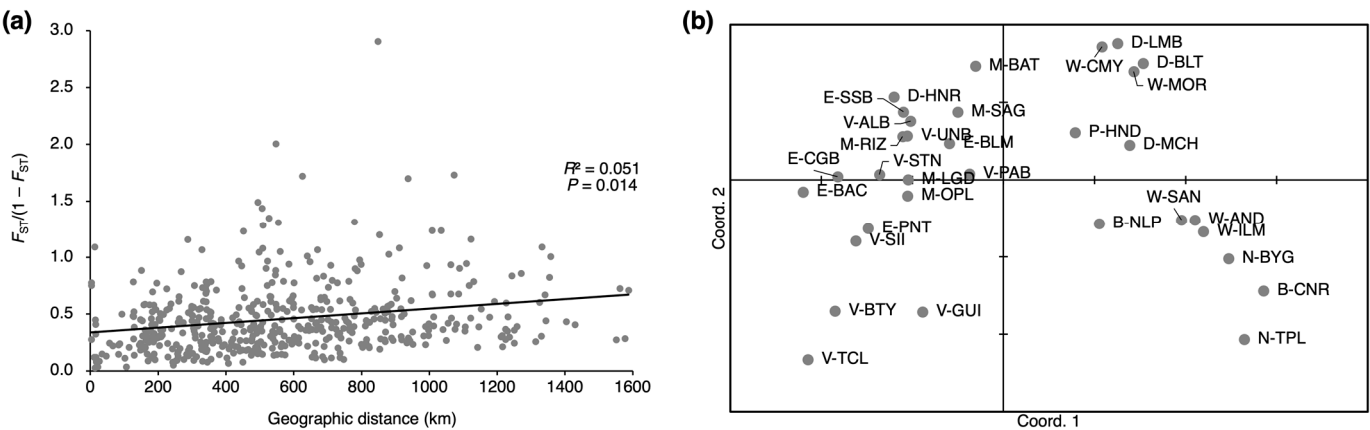 (a)
3.0
2.5
2.0
1.5
1.0
0.5
0.0
FST/(1 − FST)
R² = 0.051
P = 0.014
0 200 400 600 800 1000 1200 1400 1600
Geographic distance (km)
(b)
D-LMB
W-CMY
D-BLT
M-BAT
W-MOR
E-SSB
D-HNR
M-SAG
V-ALB
P-HND
V-UNB
M-RIZ
E-BLM
D-MCH
E-CGB
V-STN
V-PAB
M-LGD
E-BAC
M-OPL
W-SAN
B-NLP
W-AND
E-PNT
W-ILM
V-SII
N-BYG
B-CNR
V-BTY
V-GUI
N-TPL
V-TCL
Coord. 2
Coord. 1